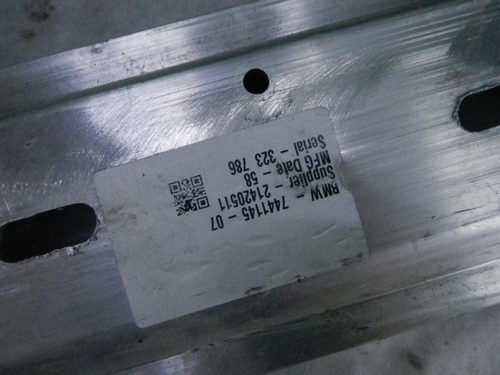 BMW - 7441145 - 07
Supplier - 21420511
MFG Date - 58
Serial - 323 786